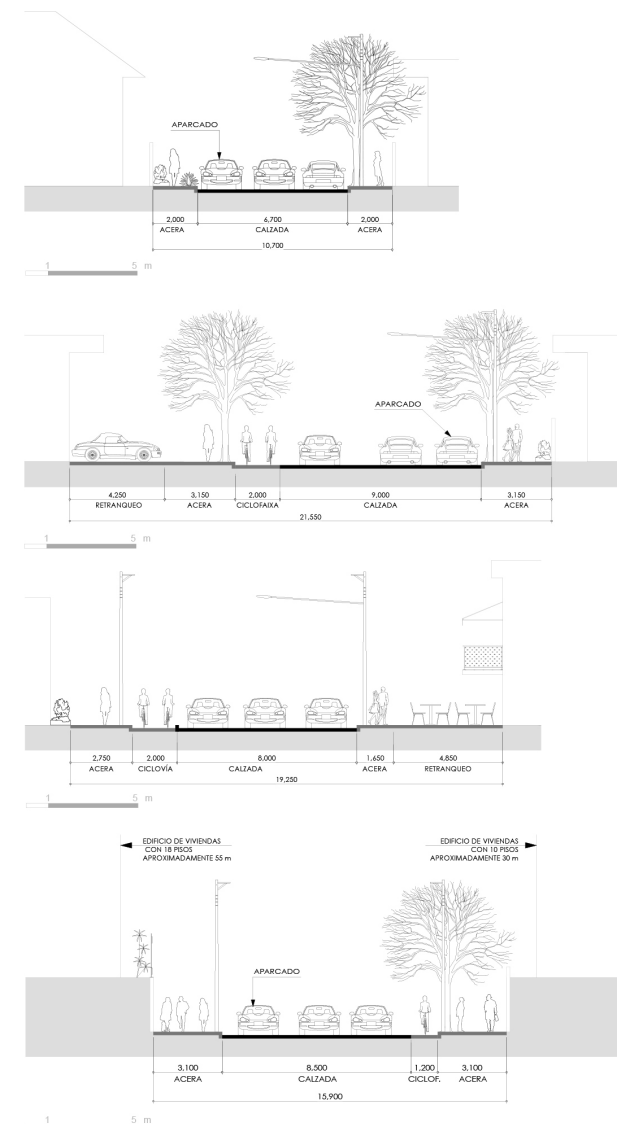 APARCADO
2,000 6,700 2,000
ACERA CALZADA ACERA
10,700
1 5 m
APARCADO
4,250 3,150 2,000 9,000 3,150
RETRANQUEO ACERA CICLOFAIXA CALZADA ACERA
21,550
1 5 m
2,750 2,000 8,000 1,650 4,850
ACERA CICLOVÍA CALZADA ACERA RETRANQUEO
19,250
1 5 m
EDIFICIO DE VIVIENDAS
CON 18 PISOS
APROXIMADAMENTE 55 m
EDIFICIO DE VIVIENDAS
CON 10 PISOS
APROXIMADAMENTE 30 m
APARCADO
3,100 8,500 1,200 3,100
ACERA CALZADA CICLOF. ACERA
15,900
1 5 m